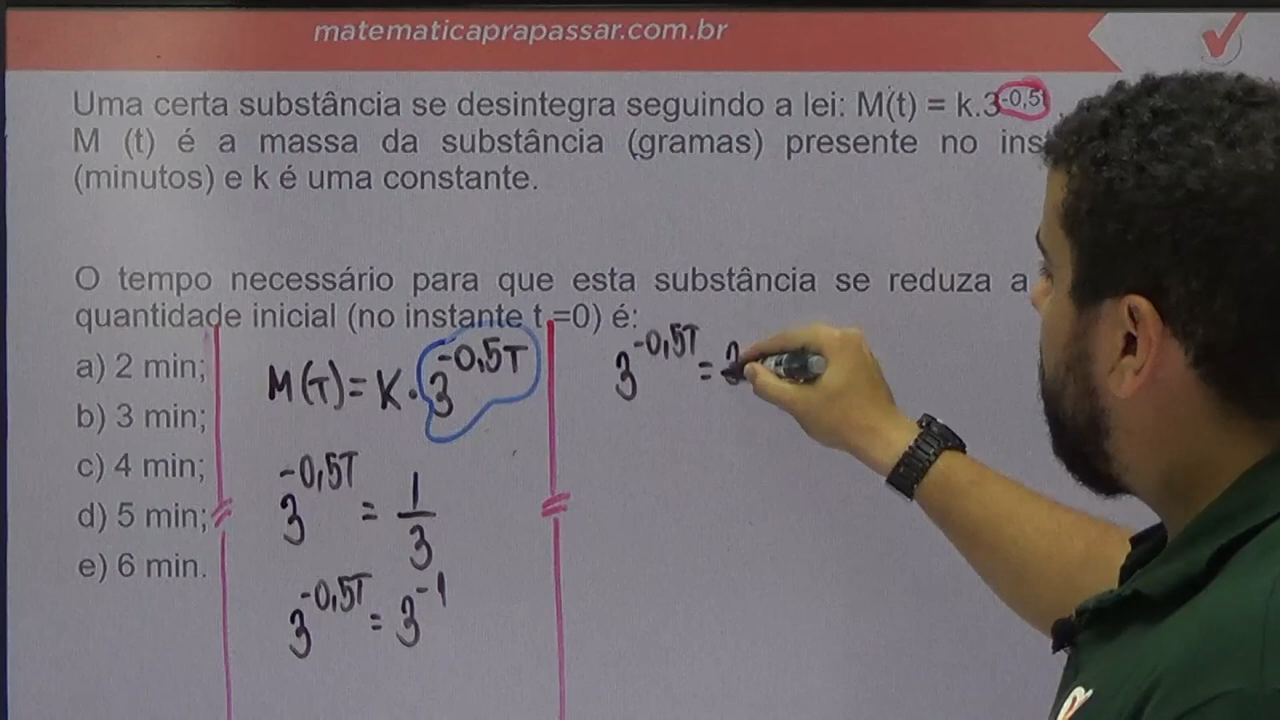 matematicaprapassar.com.br
Uma certa substância se desintegra seguindo a lei: M(t) = k.3^-0,5t
M (t) é a massa da substância (gramas) presente no ins
(minutos) e k é uma constante.
O tempo necessário para que esta substância se reduza a
quantidade inicial (no instante t =0) é:
a) 2 min;
b) 3 min;
c) 4 min;
d) 5 min;
e) 6 min.
M(T)= K · 3^-0,5T
3^-0,5T = 1/3
3^-0,5T = 3^-1
3^-0,5T =